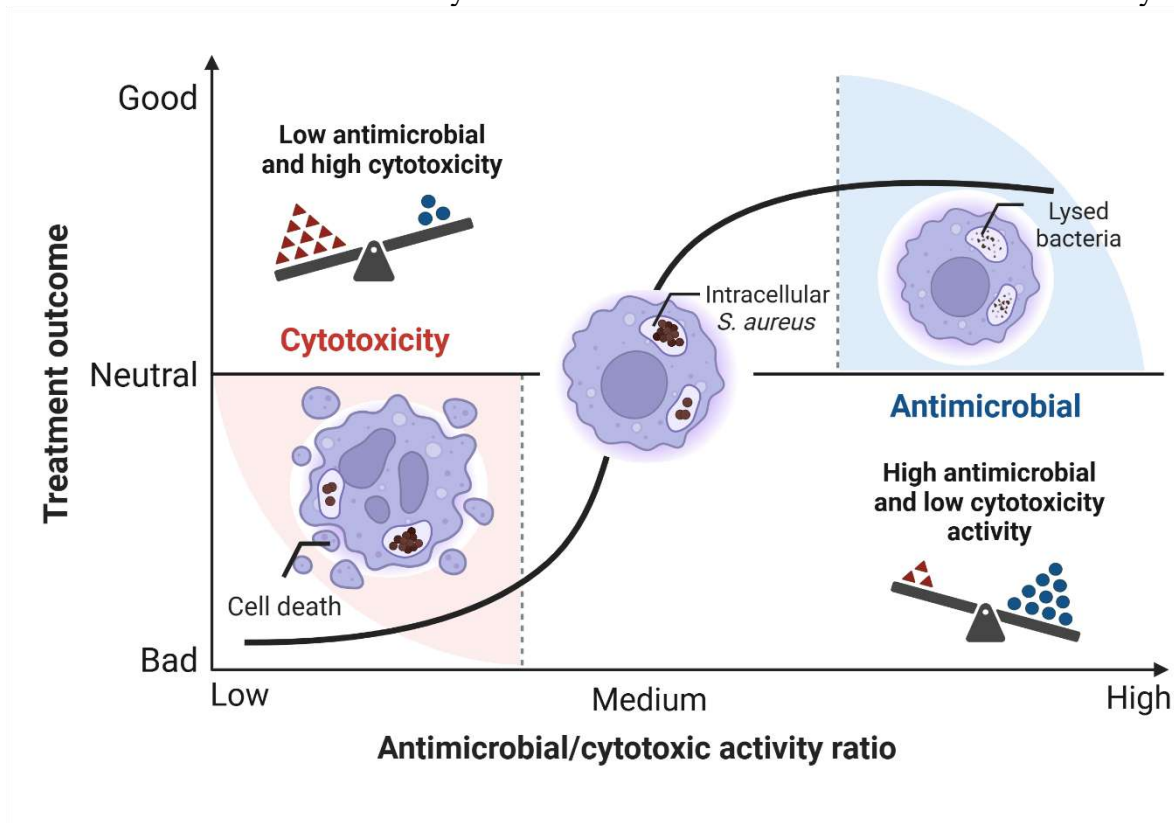 Good
Low antimicrobial
and high cytotoxicity
Lysed
bacteria
Treatment outcome
Intracellular
S. aureus
Cytotoxicity
Neutral
Antimicrobial
High antimicrobial
and low cytotoxicity
activity
Cell death
Bad
Low
Medium
High
Antimicrobial/cytotoxic activity ratio